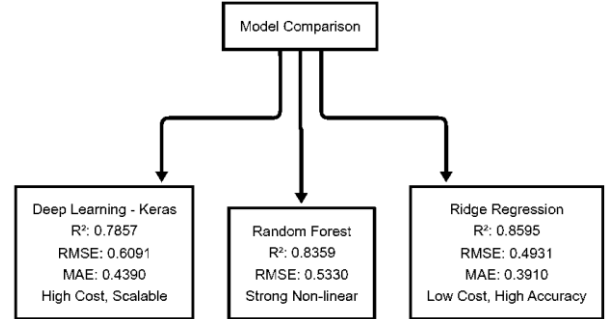 Model Comparison
Deep Learning - Keras
R²: 0.7857
RMSE: 0.6091
MAE: 0.4390
High Cost, Scalable
Random Forest
R²: 0.8359
RMSE: 0.5330
Strong Non-linear
Ridge Regression
R²: 0.8595
RMSE: 0.4931
MAE: 0.3910
Low Cost, High Accuracy